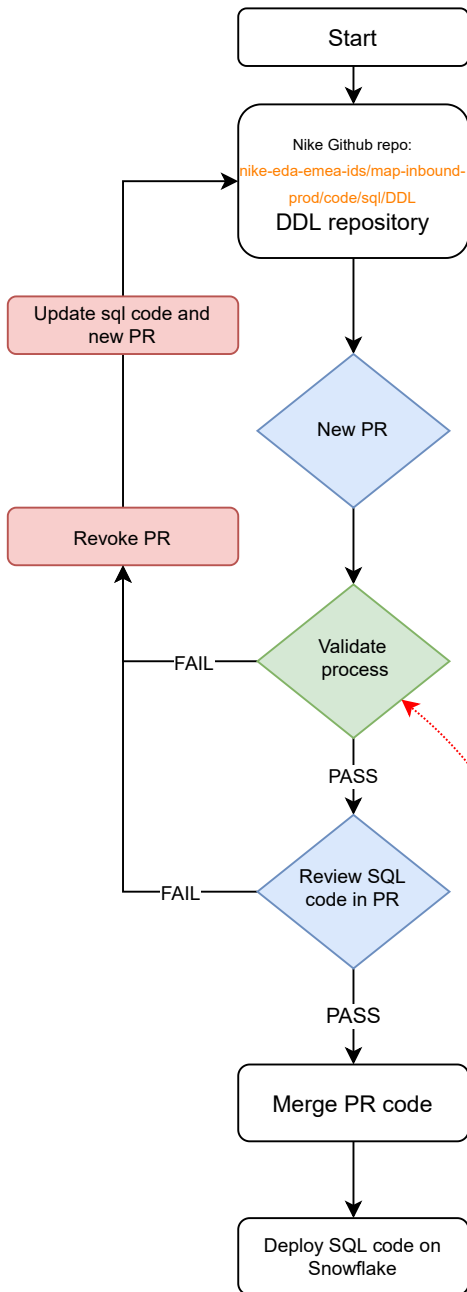 Start
Nike Github repo:
nike-eda-emea-ids/map-inbound-
prod/code/sql/DDL
DDL repository
Update sql code and
new PR
New PR
Revoke PR
Validate
process
FAIL
PASS
Review SQL
code in PR
FAIL
PASS
Merge PR code
Deploy SQL code on
Snowflake